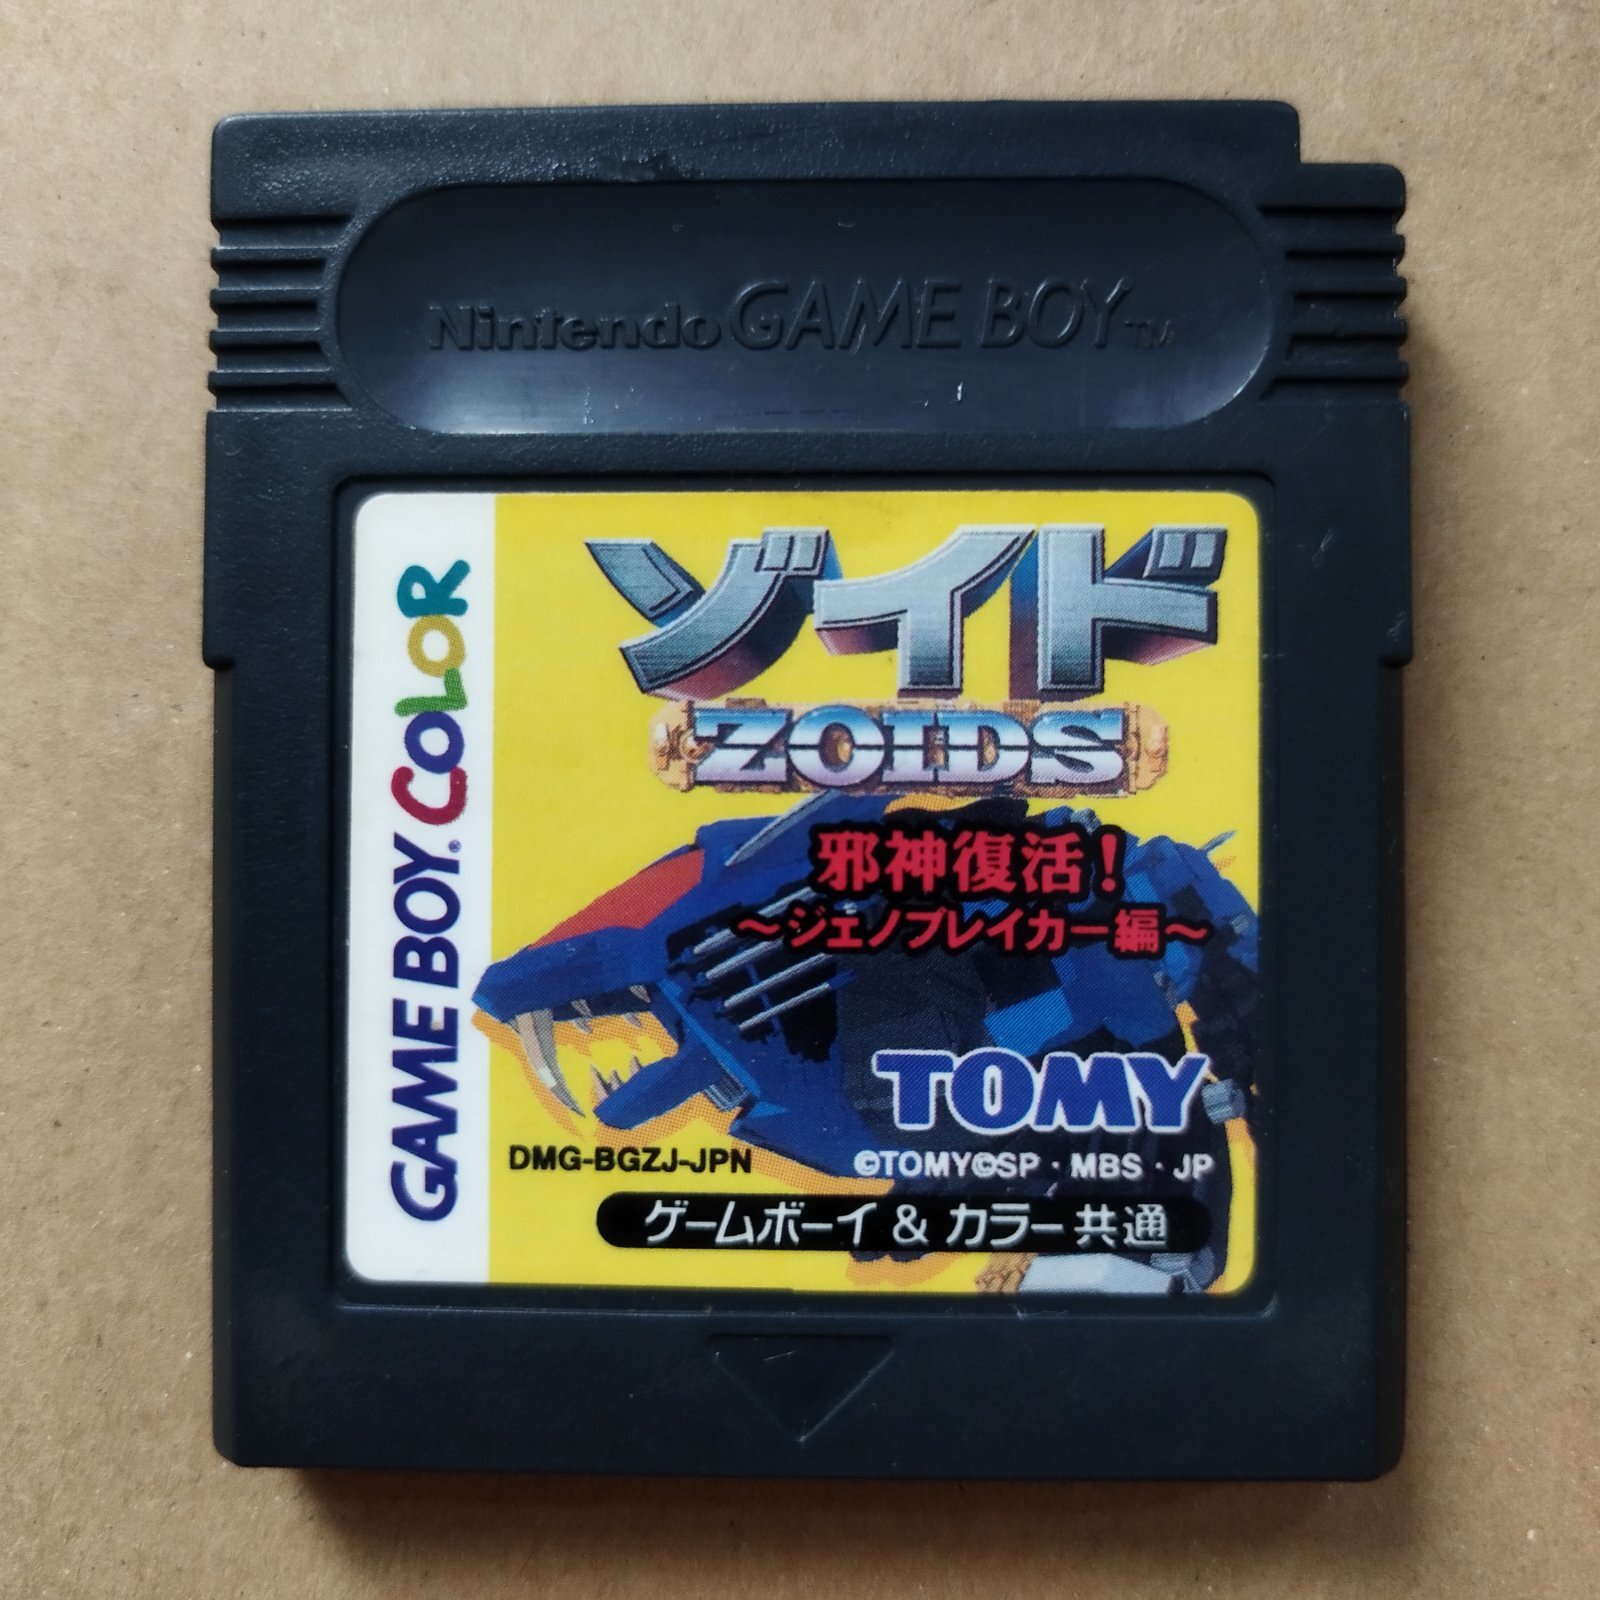 Nintendo GAME BOY TM
GAME BOY® COLOR
ゾイド
ZOIDS
邪神復活!
～ジェノブレイカー編～
TOMY
DMG-BGZJ-JPN
©TOMY©SP・MBS・JP
ゲームボーイ & カラー共通